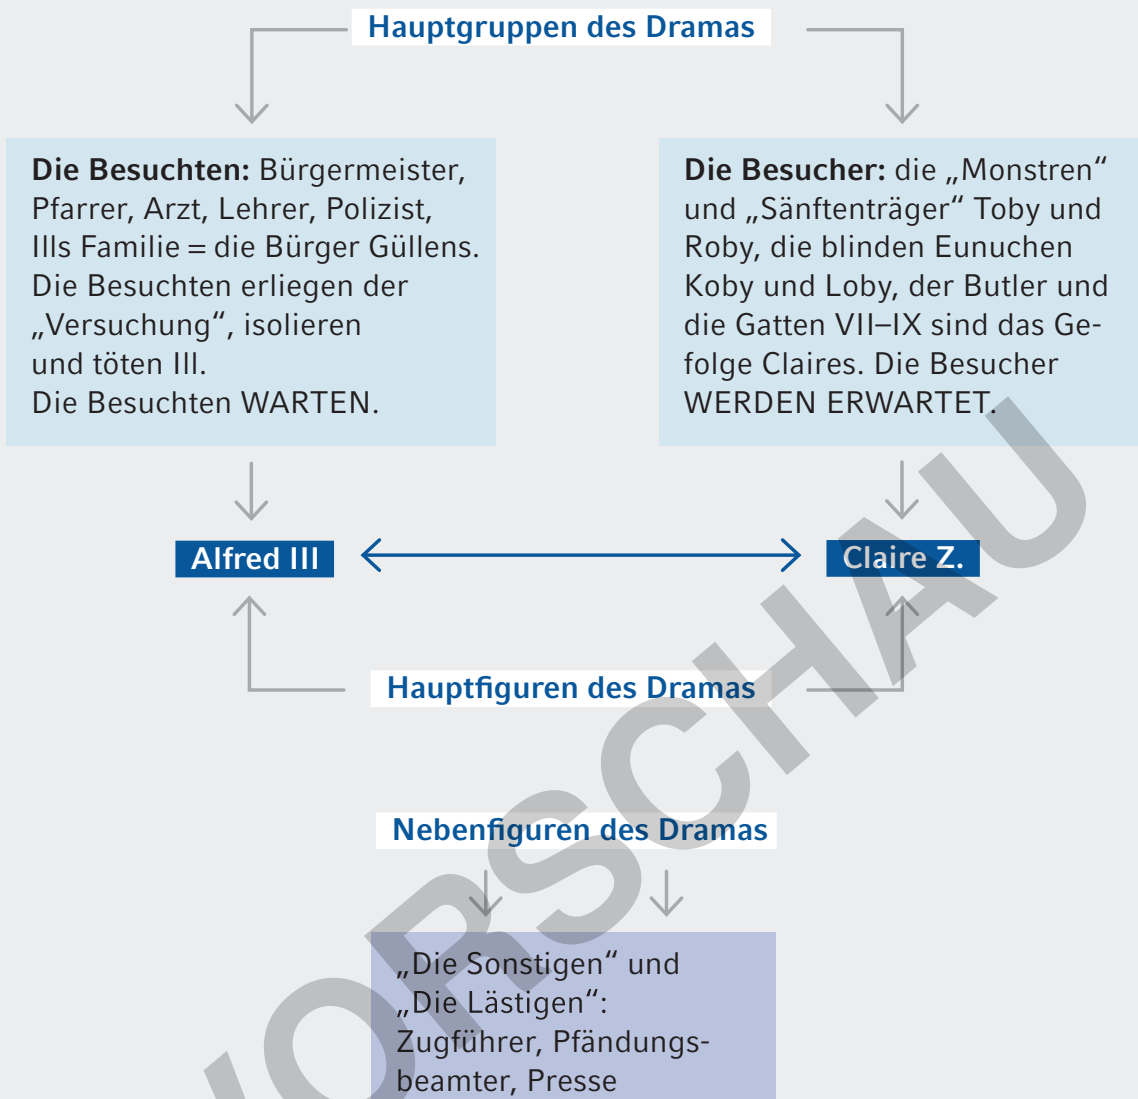 Hauptgruppen des Dramas
Die Besuchten: Bürgermeister,
Pfarrer, Arzt, Lehrer, Polizist,
Ills Familie = die Bürger Güllens.
Die Besuchten erliegen der
„Versuchung“, isolieren
und töten Ill.
Die Besuchten WARTEN.
Die Besucher: die „Monstren“
und „Sänftenträger“ Toby und
Roby, die blinden Eunuchen
Koby und Loby, der Butler und
die Gatten VII–IX sind das Ge-
folge Claires. Die Besucher
WERDEN ERWARTET.
Alfred Ill
Claire Z.
Hauptfiguren des Dramas
Nebenfiguren des Dramas
„Die Sonstigen“ und
„Die Lästigen“:
Zugführer, Pfändungs-
beamter, Presse
VORSCHAU